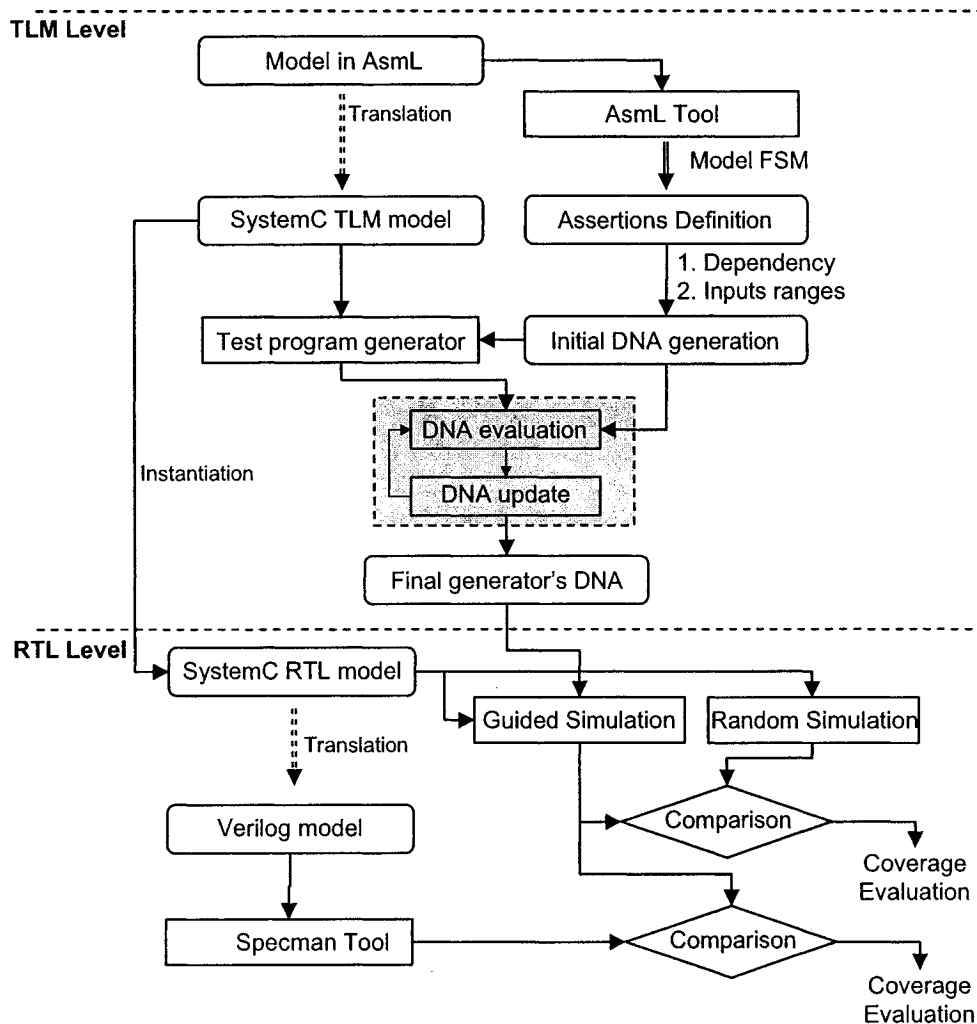 TLM Level
Model in AsmL
Translation
AsmL Tool
Model FSM
SystemC TLM model
Assertions Definition
1. Dependency
2. Inputs ranges
Test program generator
Initial DNA generation
DNA evaluation
Instantiation
DNA update
Final generator's DNA
RTL Level
SystemC RTL model
Guided Simulation
Random Simulation
Translation
Verilog model
Comparison
Coverage
Evaluation
Specman Tool
Comparison
Coverage
Evaluation